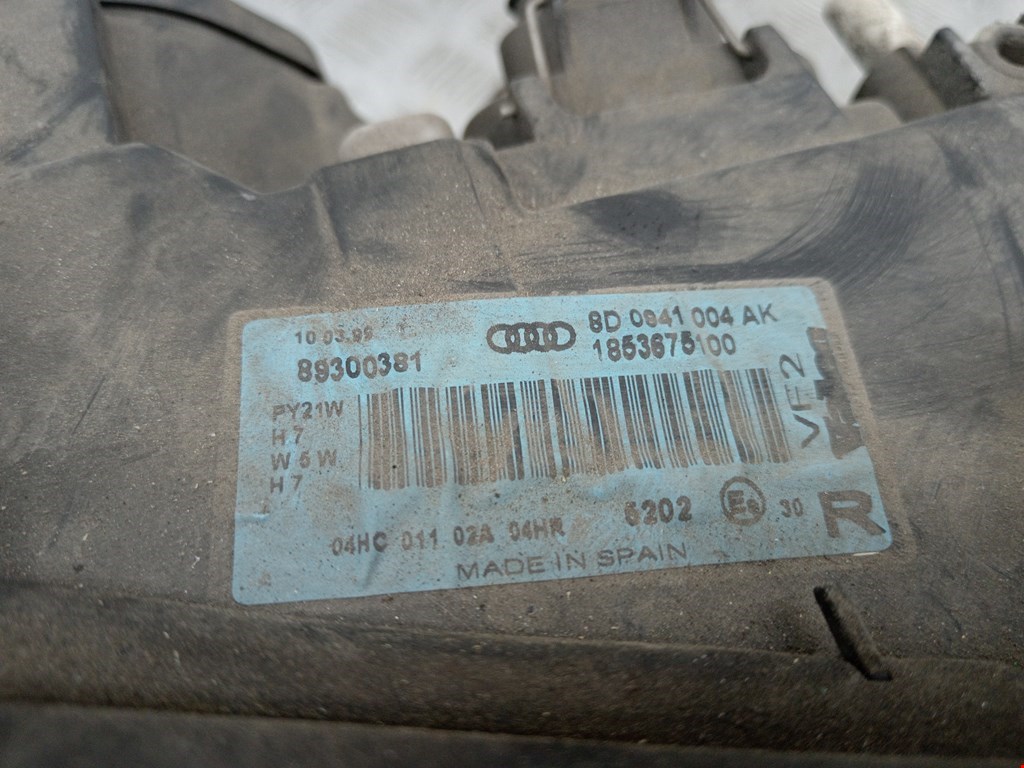 10 03.99
8D 0941 004 AK
89300381
1853675100
PY21W
H7
W5W
H7
VF2
04HC 011 02A 04HR
5202
30
R
MADE IN SPAIN